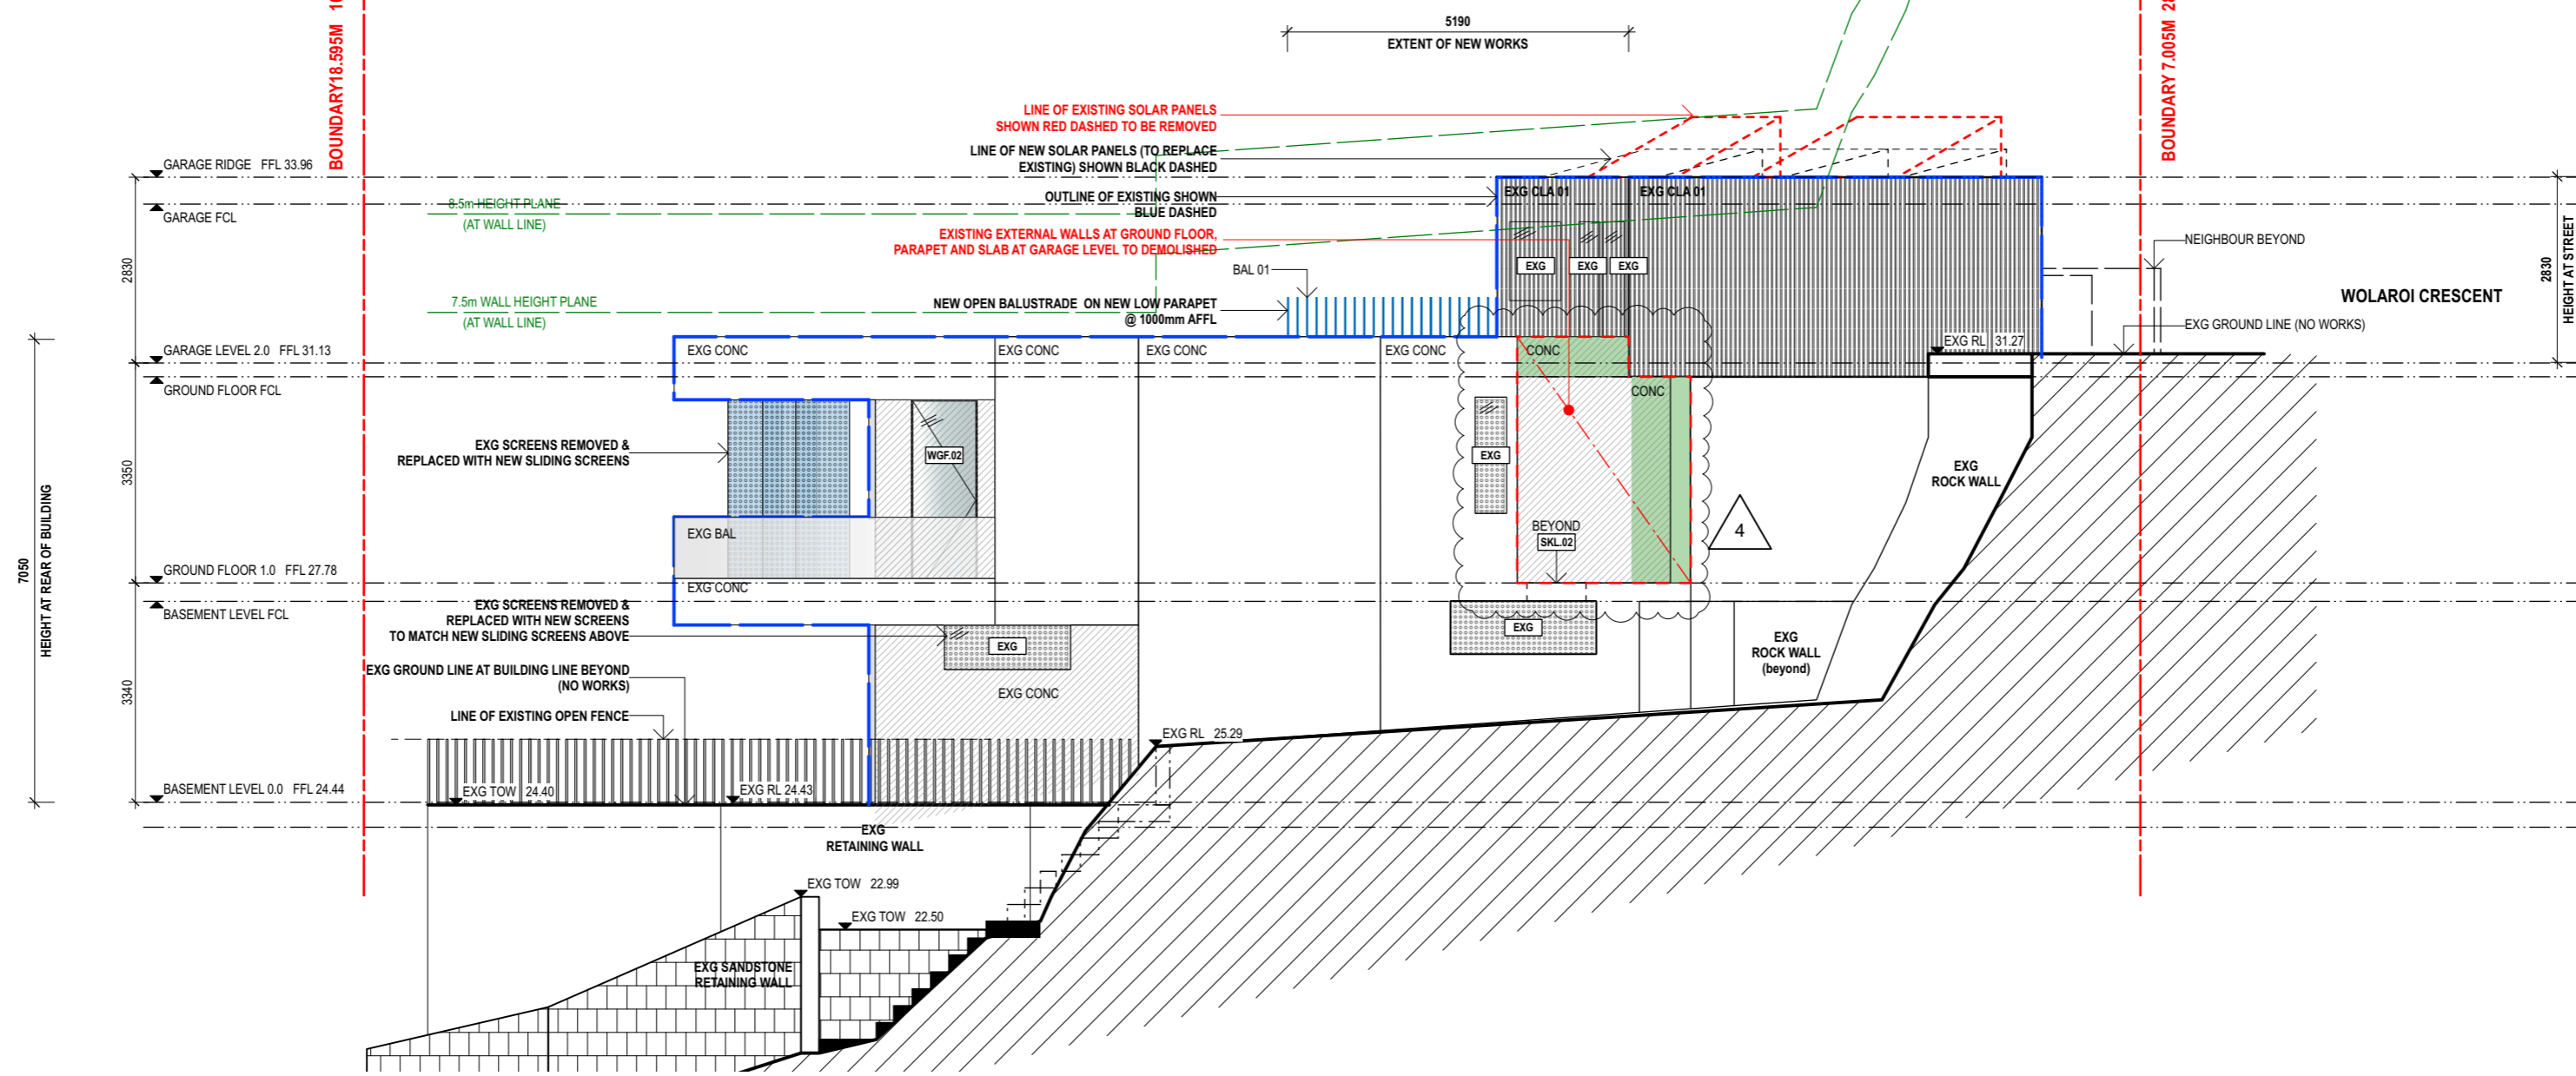 5190
EXTENT OF NEW WORKS
BOUNDARY18.595M
BOUNDARY 7.005M
LINE OF EXISTING SOLAR PANELS
SHOWN RED DASHED TO BE REMOVED
LINE OF NEW SOLAR PANELS (TO REPLACE
EXISTING) SHOWN BLACK DASHED
OUTLINE OF EXISTING SHOWN
BLUE DASHED
EXISTING EXTERNAL WALLS AT GROUND FLOOR,
PARAPET AND SLAB AT GARAGE LEVEL TO DEMOLISHED
BAL 01
NEW OPEN BALUSTRADE ON NEW LOW PARAPET
@ 1000mm AFFL
GARAGE RIDGE FFL 33.96
GARAGE FCL
8.5m HEIGHT PLANE
(AT WALL LINE)
2830
7.5m WALL HEIGHT PLANE
(AT WALL LINE)
GARAGE LEVEL 2.0 FFL 31.13
GROUND FLOOR FCL
EXG CLA 01
EXG CLA 01
EXG
EXG
EXG
NEIGHBOUR BEYOND
WOLAROI CRESCENT
2830
HEIGHT AT STREET
EXG GROUND LINE (NO WORKS)
EXG RL 31.27
EXG CONC
EXG CONC
EXG CONC
EXG CONC
CONC
CONC
EXG SCREENS REMOVED &
REPLACED WITH NEW SLIDING SCREENS
WGF.02
EXG
EXG
ROCK WALL
3350
7050
HEIGHT AT REAR OF BUILDING
EXG BAL
BEYOND
SKL.02
4
GROUND FLOOR 1.0 FFL 27.78
BASEMENT LEVEL FCL
EXG CONC
EXG SCREENS REMOVED &
REPLACED WITH NEW SCREENS
TO MATCH NEW SLIDING SCREENS ABOVE
EXG
EXG
EXG
ROCK WALL
(beyond)
EXG GROUND LINE AT BUILDING LINE BEYOND
(NO WORKS)
3340
EXG CONC
LINE OF EXISTING OPEN FENCE
EXG RL 25.29
BASEMENT LEVEL 0.0 FFL 24.44
EXG TOW 24.40
EXG RL 24.43
EXG
RETAINING WALL
EXG TOW 22.99
EXG TOW 22.50
EXG SANDSTONE
RETAINING WALL